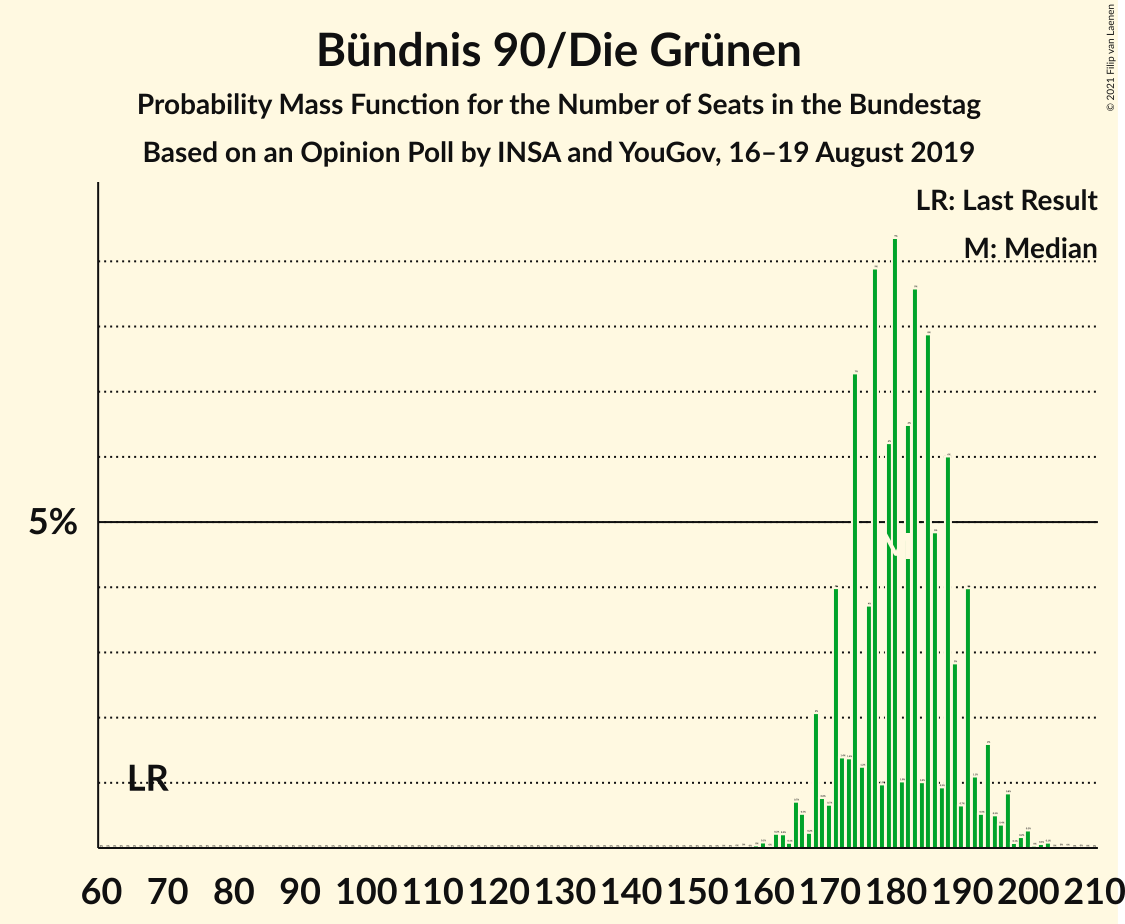 Bündnis 90/Die Grünen
Probability Mass Function for the Number of Seats in the Bundestag
Based on an Opinion Poll by INSA and YouGov, 16–19 August 2019
© 2021 Filip van Laenen
LR: Last Result
M: Median
5%
LR
60 70 80 90 100 110 120 130 140 150 160 170 180 190 200 210